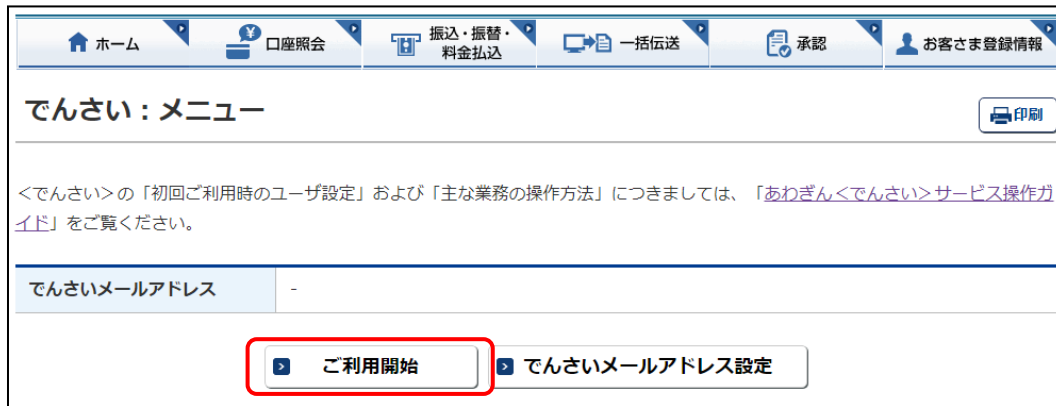 ホーム
口座照会
振込・振替・
料金払込
一括伝送
承認
お客さま登録情報
でんさい：メニュー
印刷
＜でんさい＞の「初回ご利用時のユーザ設定」および「主な業務の操作方法」につきましては、「あわぎん＜でんさい＞サービス操作ガ
イド」をご覧ください。
でんさいメールアドレス -
ご利用開始
でんさいメールアドレス設定